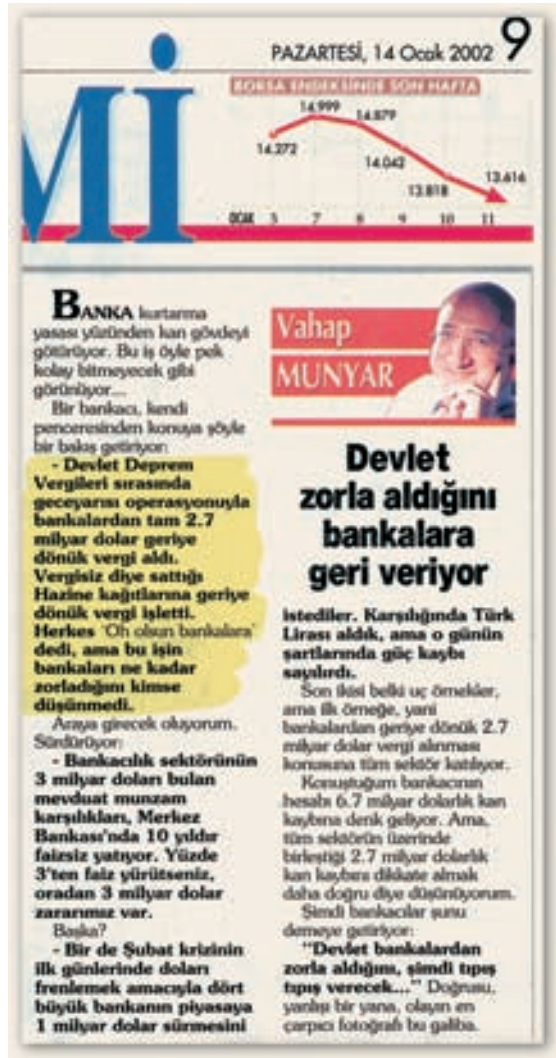 PAZARTESİ, 14 Ocak 2002 9
Mİ
BORSA ENDEKSİNDE SON HAFTA
14.999
14.879
14.272
14.042
13.818
13.616
OCAK 5 7 8 9 10 11
BANKA kurtarma
yasası yüzünden kan gövdeyi
götürüyor. Bu iş öyle pek
kolay bitmeyecek gibi
görünüyor...
Bir bankacı, kendi
penceresinden konuya şöyle
bir bakış getiriyor:
- Devlet Deprem
Vergileri sırasında
geceyarısı operasyonuyla
bankalardan tam 2.7
milyar dolar geriye
dönük vergi aldı.
Vergisiz diye sattığı
Hazine kağıtlarına geriye
dönük vergi işletti.
Herkes 'Oh olsun bankalara'
dedi, ama bu işin
bankaları ne kadar
zorladığını kimse
düşünmedi.
Araya girecek oluyorum.
Sürdürüyor:
- Bankacılık sektörünün
3 milyar doları bulan
mevduat munzam
karşılıkları, Merkez
Bankası'nda 10 yıldır
faizsiz yatıyor. Yüzde
3'ten faiz yürütseniz,
oradan 3 milyar dolar
zararımız var.
Başka?
- Bir de Şubat krizinin
ilk günlerinde doları
frenlemek amacıyla dört
büyük bankanın piyasaya
1 milyar dolar sürmesini
Vahap
MUNYAR
Devlet
zorla aldığını
bankalara
geri veriyor
istediler. Karşılığında Türk
Lirası aldık, ama o günün
şartlarında güç kaybı
sayılırdı.
Son ikisi belki uç örnekler,
ama ilk örneğe, yani
bankalardan geriye dönük 2.7
milyar dolar vergi alınması
konusuna tüm sektör katılıyor.
Konuştuğum bankacının
hesabı 6.7 milyar dolarlık kan
kaybına denk geliyor. Ama,
tüm sektörün üzerinde
birleştiği 2.7 milyar dolarlık
kan kaybını dikkate almak
daha doğru diye düşünüyorum.
Şimdi bankacılar şunu
demeye getiriyor:
"Devlet bankalardan
zorla aldığını, şimdi tıpış
tıpış verecek..." Doğrusu,
yanlışı bir yana, olayın en
çarpıcı fotoğrafı bu galiba.